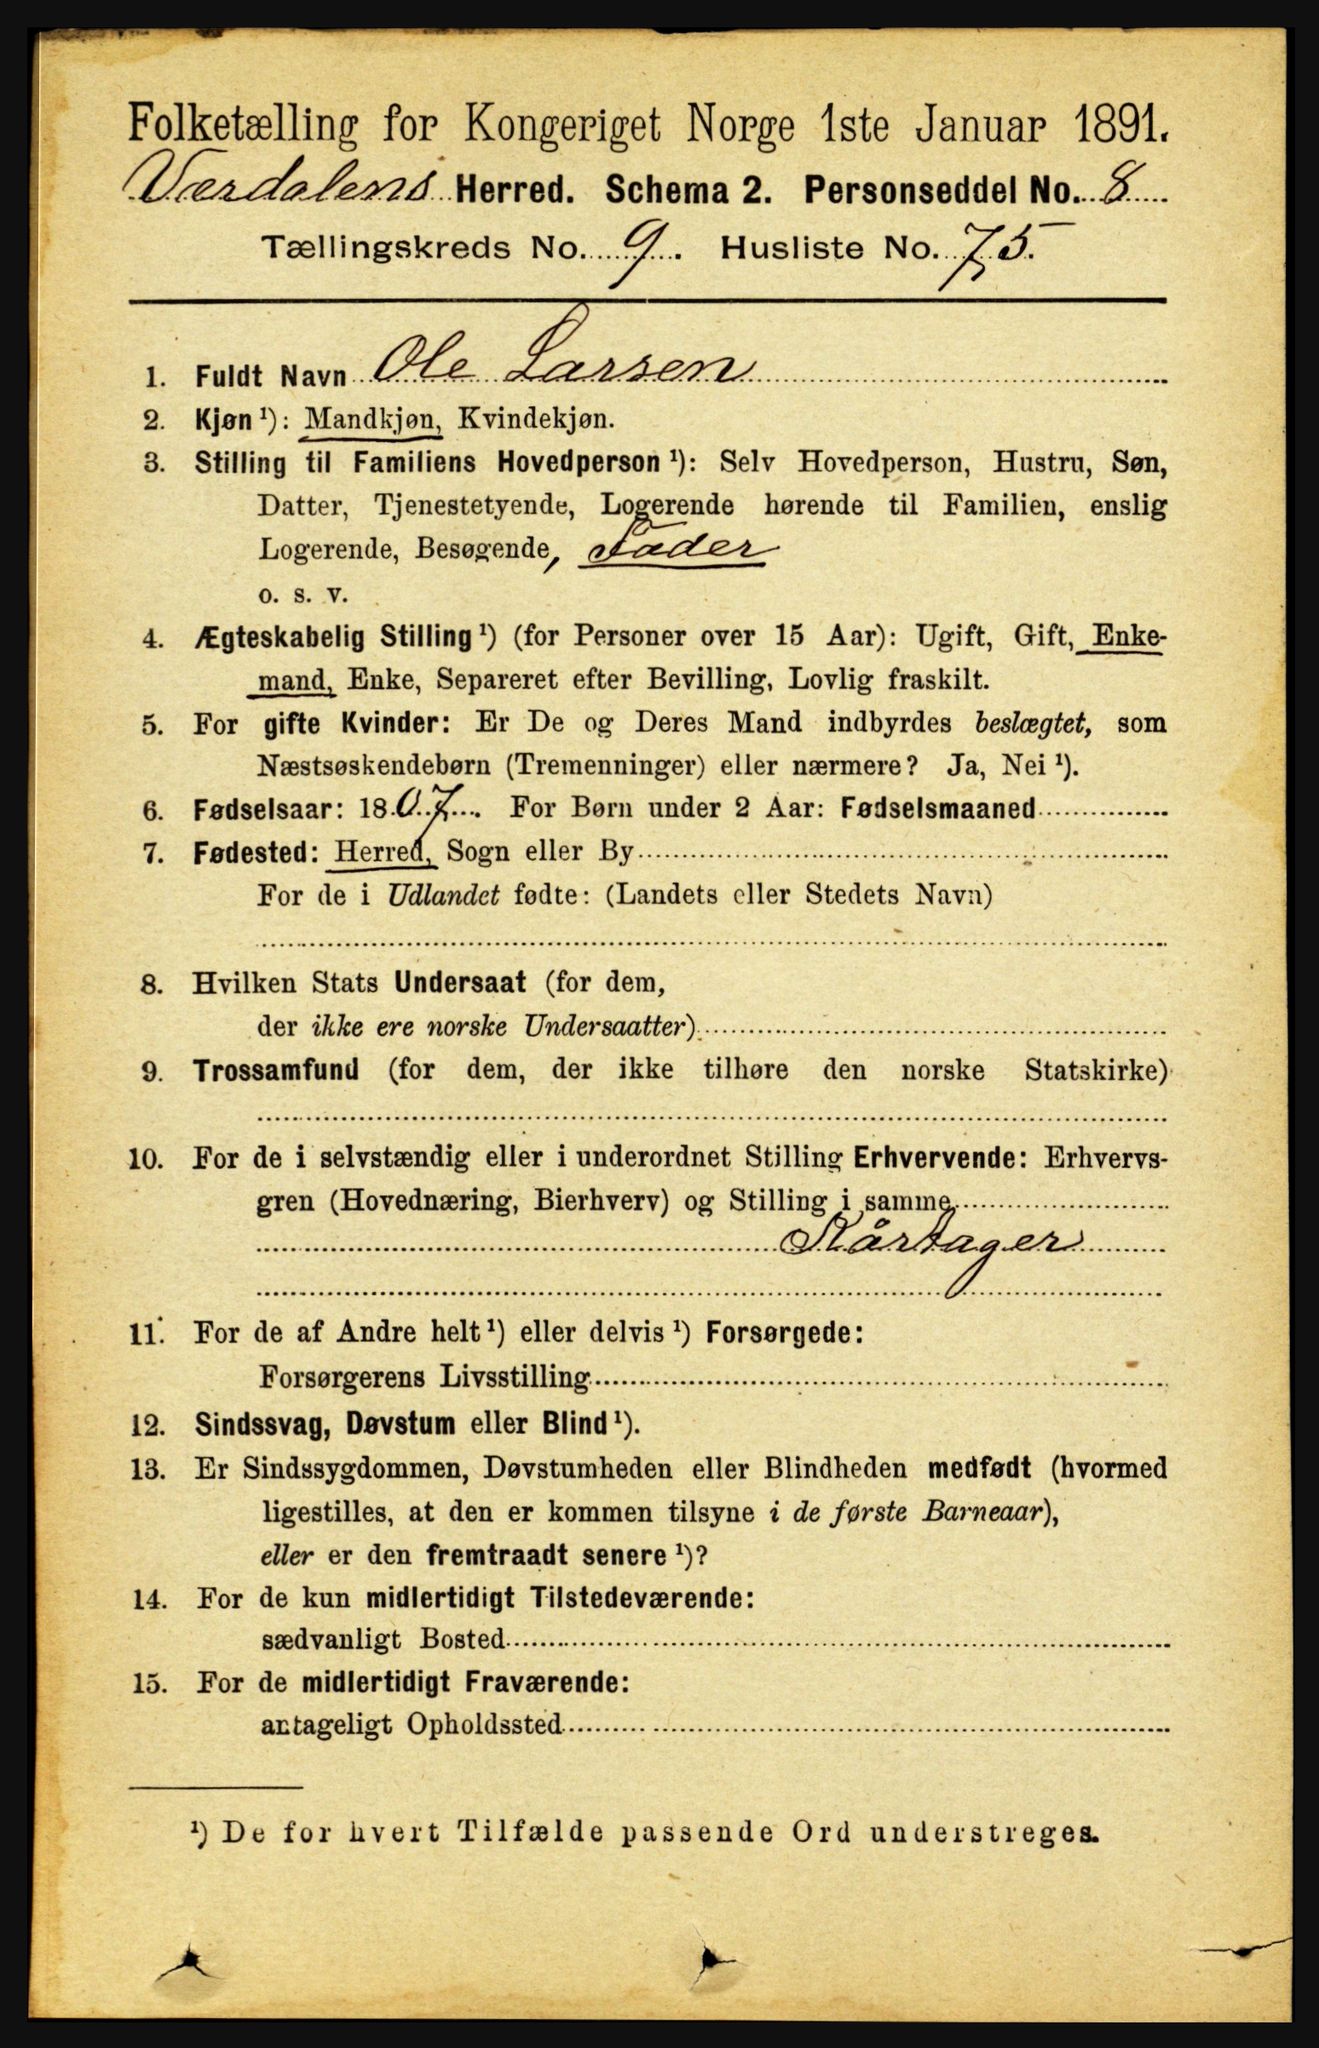 Folketælling for Kongeriget Norge 1ste Januar 1891.
Værdalens Herred. Schema 2. Personseddel No. 8
Tællingskreds No. 9. Husliste No. 75.
1. Fuldt Navn Ole Larsen
2. Kjøn ¹): Mandkjøn, Kvindekjøn.
3. Stilling til Familiens Hovedperson ¹): Selv Hovedperson, Hustru, Søn,
Datter, Tjenestetyende, Logerende hørende til Familien, enslig
Logerende, Besøgende, Fader
o. s. v.
4. Ægteskabelig Stilling ¹) (for Personer over 15 Aar): Ugift, Gift, Enke-
mand, Enke, Separeret efter Bevilling, Lovlig fraskilt.
5. For gifte Kvinder: Er De og Deres Mand indbyrdes beslægtet, som
Næstsøskendebørn (Tremenninger) eller nærmere? Ja, Nei ¹).
6. Fødselsaar: 1807. For Børn under 2 Aar: Fødselsmaaned
7. Fødested: Herred, Sogn eller By
For de i Udlandet fødte: (Landets eller Stedets Navn)
8. Hvilken Stats Undersaat (for dem,
der ikke ere norske Undersaatter)
9. Trossamfund (for dem, der ikke tilhøre den norske Statskirke)
10. For de i selvstændig eller i underordnet Stilling Erhvervende: Erhvervs-
gren (Hovednæring, Bierhverv) og Stilling i samme
Kårtager
11. For de af Andre helt ¹) eller delvis ¹) Forsørgede:
Forsørgerens Livsstilling
12. Sindssvag, Døvstum eller Blind ¹).
13. Er Sindssygdommen, Døvstumheden eller Blindheden medfødt (hvormed
ligestilles, at den er kommen tilsyne i de første Barneaar),
eller er den fremtraadt senere ¹)?
14. For de kun midlertidigt Tilstedeværende:
sædvanligt Bosted
15. For de midlertidigt Fraværende:
antageligt Opholdssted
¹) De for hvert Tilfælde passende Ord understreges.